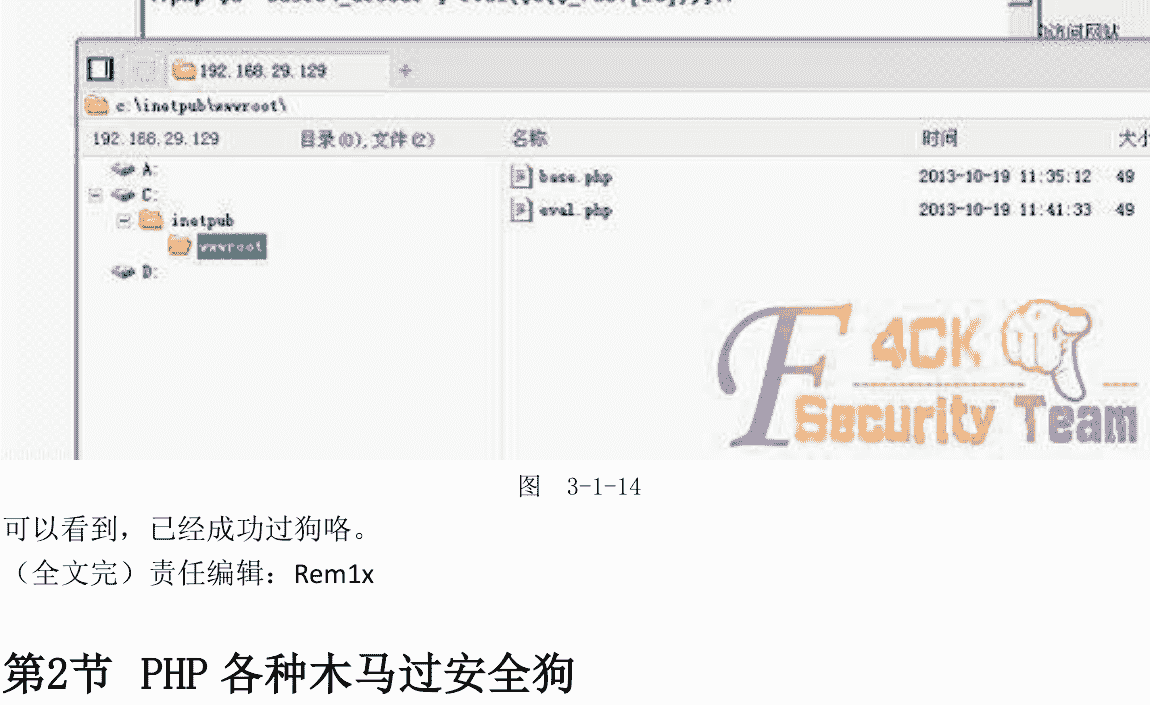 192.168.29.129 +
c:\inetpub\wwwroot\
192.168.29.129 目录(0),文件(2) 名称 时间 大小
A:
C:
inetpub
wwwroot
D:
base.php 2013-10-19 11:35:12 49
eval.php 2013-10-19 11:41:33 49
F4CK
Security Team
图 3-1-14
可以看到，已经成功过狗咯。
（全文完）责任编辑：Rem1x
第2节 PHP 各种木马过安全狗